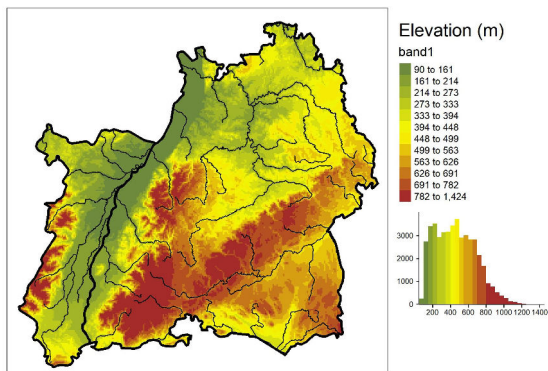 Elevation (m)
band1
90 to 161
161 to 214
214 to 273
273 to 333
333 to 394
394 to 448
448 to 499
499 to 563
563 to 626
626 to 691
691 to 782
782 to 1,424
3000
2000
1000
0
200 400 600 800 1000 1200 1400